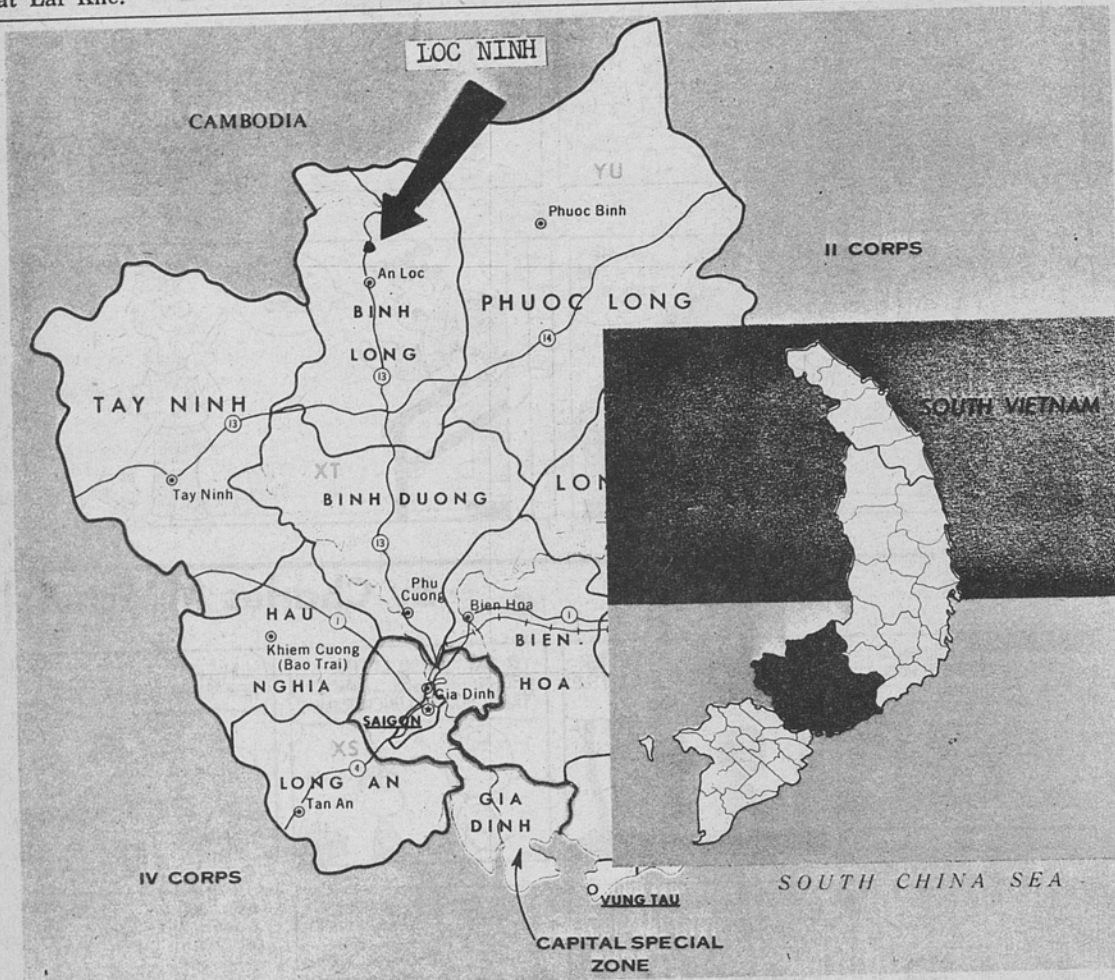 at Lai Khe.
LOC NINH
CAMBODIA
YU
Phuoc Binh
II CORPS
An Loc
BINH
LONG
PHUOC LONG
14
13
TAY NINH
13
SOUTH VIETNAM
XT
Tay Ninh
BINH DUONG
LON
13
Phu
Cuong
Bien Hoa
1
HAU
1
BIEN
Khiem Cuong
(Bao Trai)
NGHIA
HOA
Gia Dinh
SAIGON
XS
4
LONG AN
Tan An
GIA
DINH
IV CORPS
SOUTH CHINA SEA
VUNG TAU
CAPITAL SPECIAL
ZONE